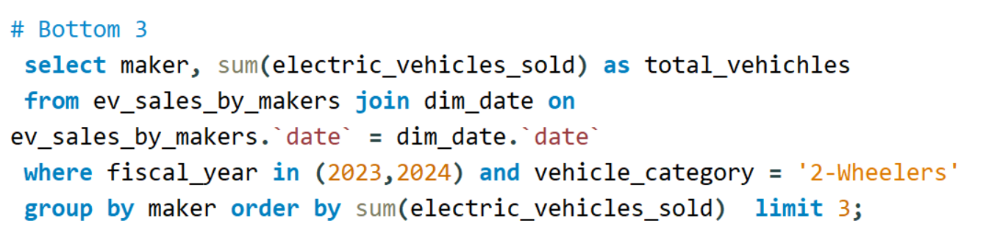 # Bottom 3
select maker, sum(electric_vehicles_sold) as total_vehichles
from ev_sales_by_makers join dim_date on
ev_sales_by_makers.`date` = dim_date.`date`
where fiscal_year in (2023,2024) and vehicle_category = '2-Wheelers'
group by maker order by sum(electric_vehicles_sold)  limit 3;